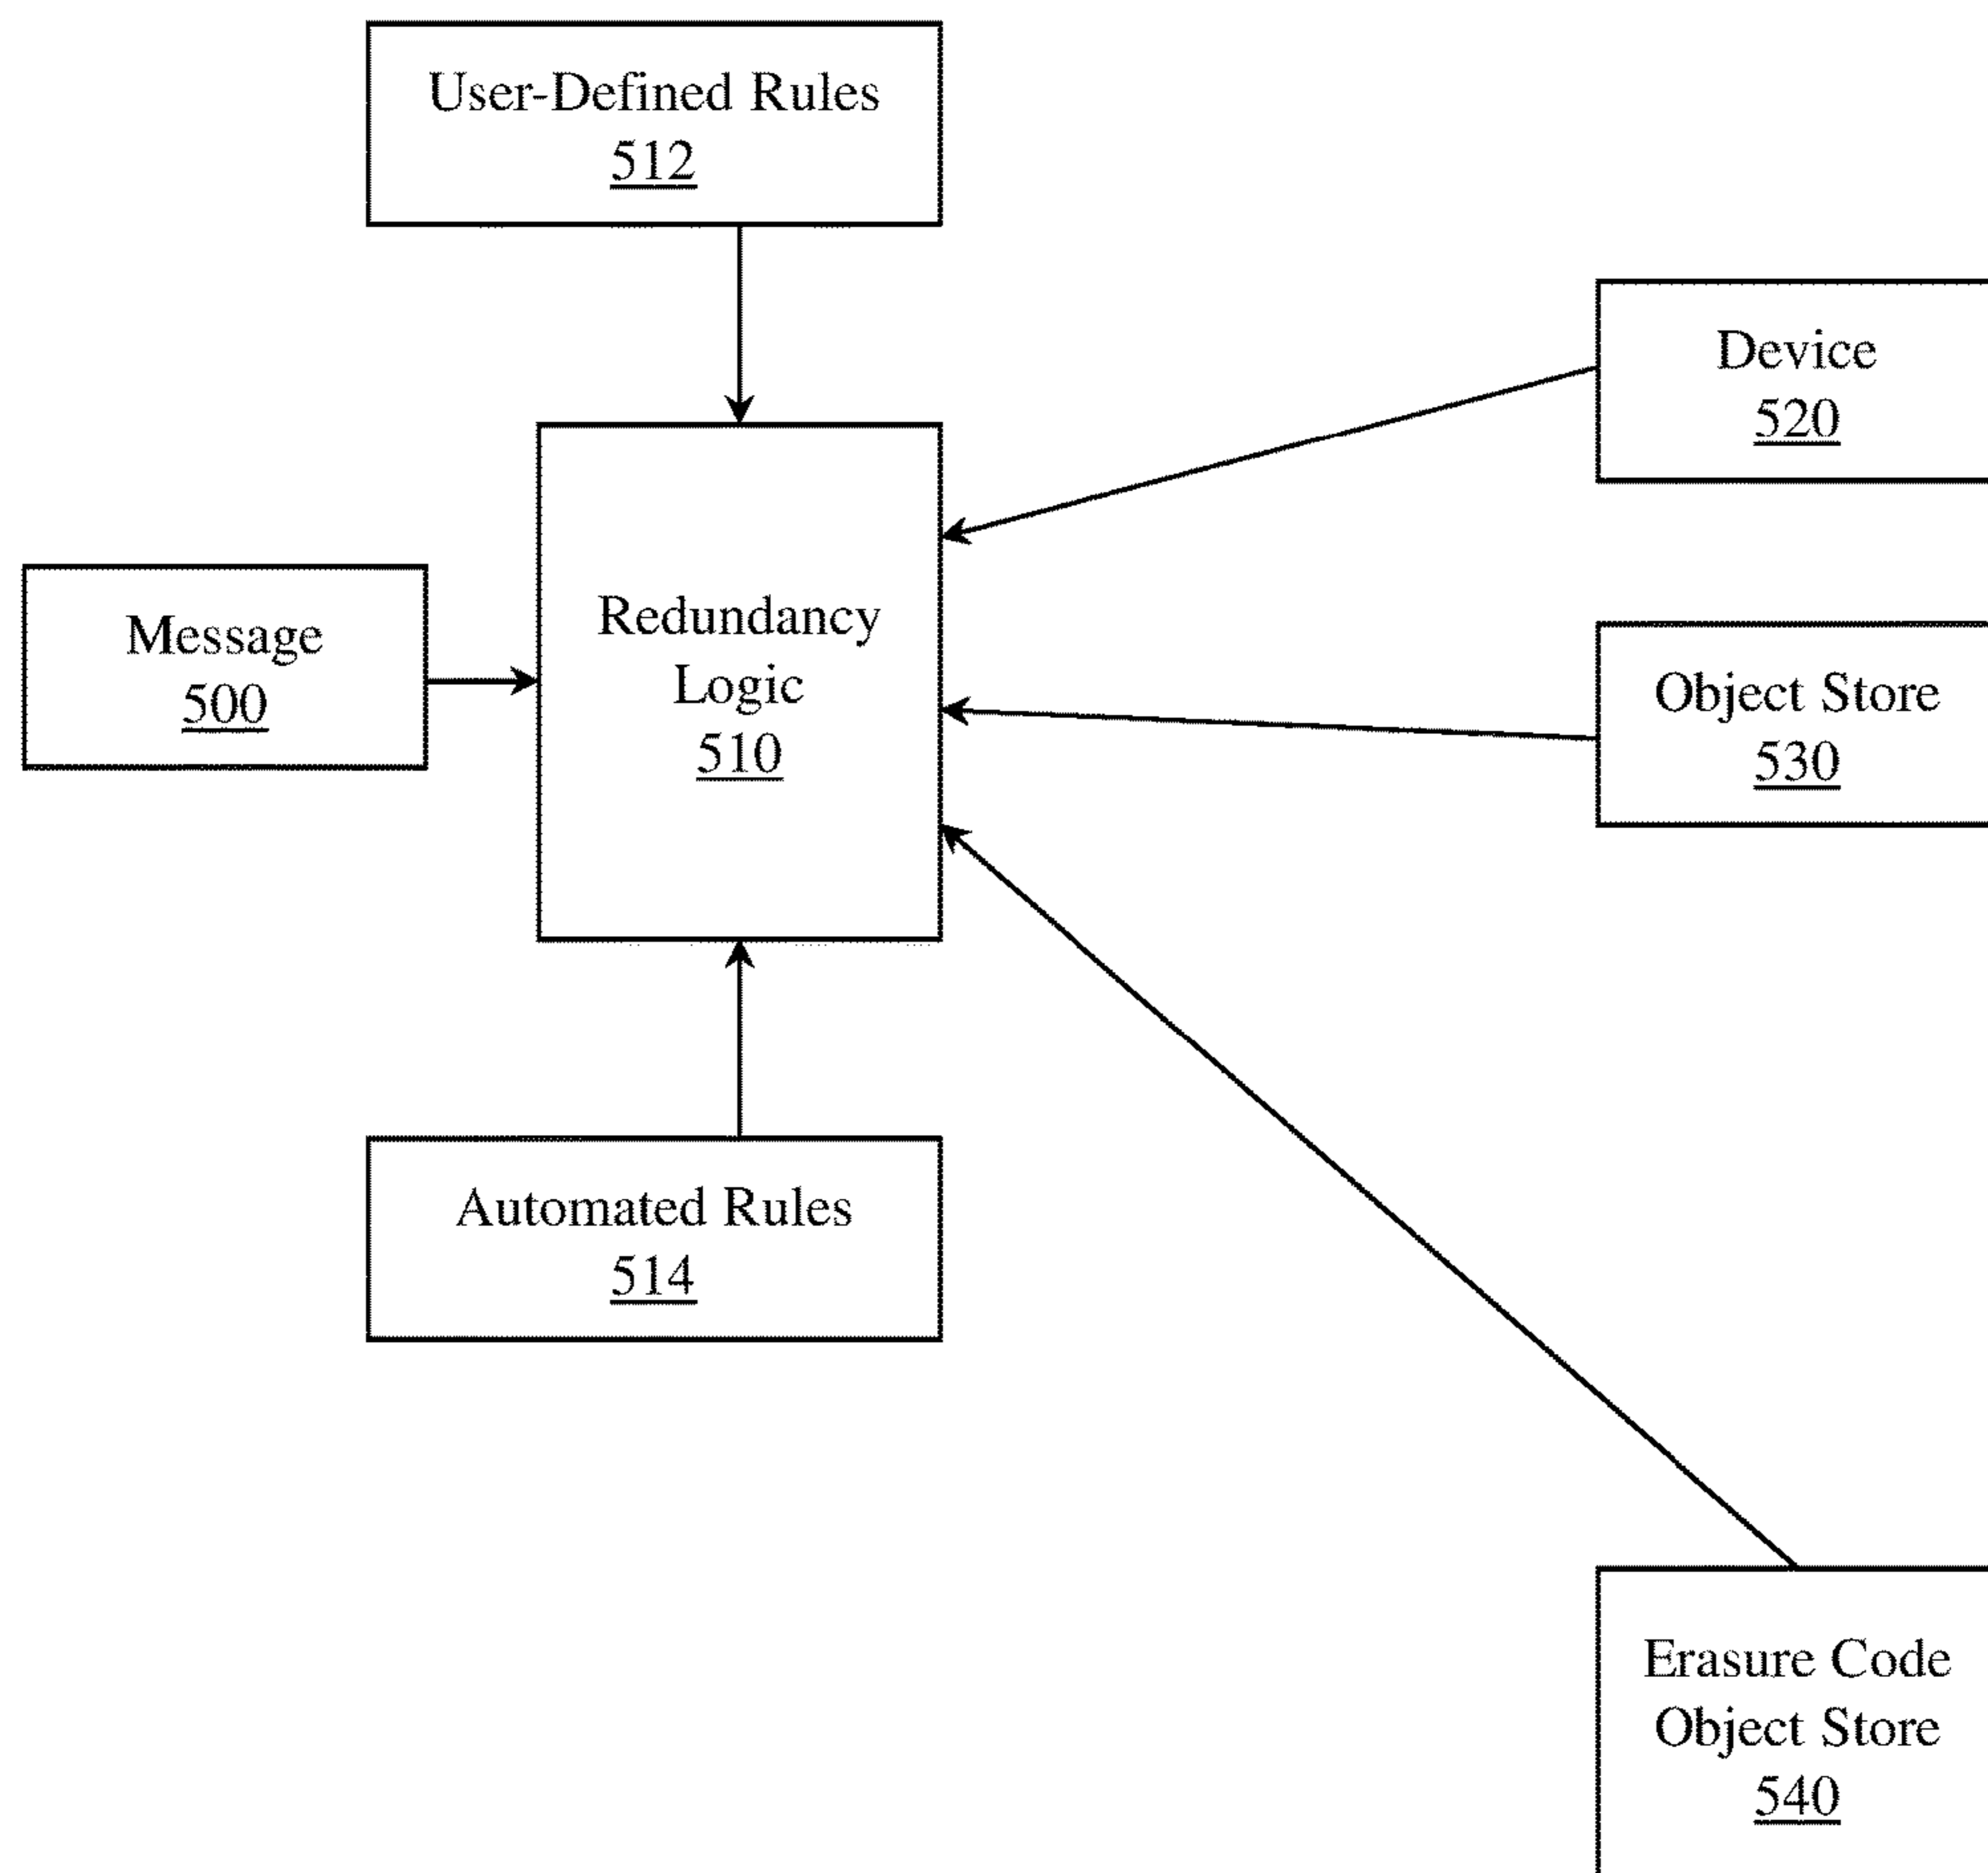 User-Defined Rules
512
Device
520
Message
500
Redundancy
Logic
510
Object Store
530
Automated Rules
514
Erasure Code
Object Store
540